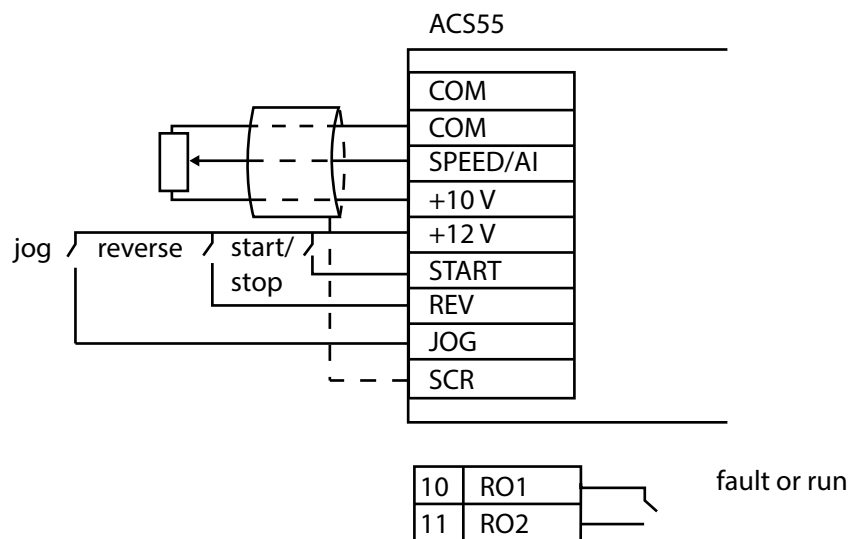 ACS55
COM
COM
SPEED/AI
+10 V
+12 V
jog reverse start/
stop
START
REV
JOG
SCR
10 RO1
fault or run
11 RO2